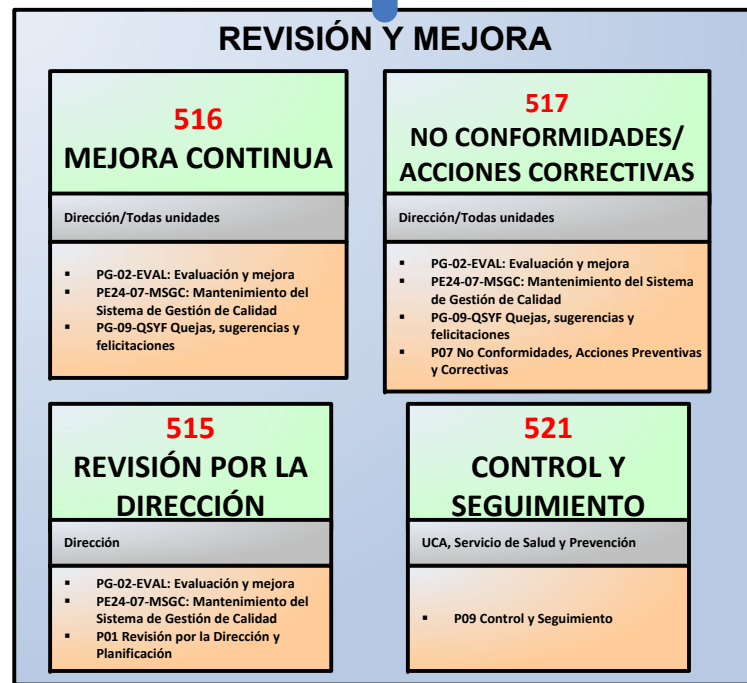 REVISIÓN Y MEJORA
516
MEJORA CONTINUA
Dirección/Todas unidades
▪ PG-02-EVAL: Evaluación y mejora
▪ PE24-07-MSGC: Mantenimiento del
Sistema de Gestión de Calidad
▪ PG-09-QSYF Quejas, sugerencias y
felicitaciones
517
NO CONFORMIDADES/
ACCIONES CORRECTIVAS
Dirección/Todas unidades
▪ PG-02-EVAL: Evaluación y mejora
▪ PE24-07-MSGC: Mantenimiento del Sistema
de Gestión de Calidad
▪ PG-09-QSYF Quejas, sugerencias y
felicitaciones
▪ P07 No Conformidades, Acciones Preventivas
y Correctivas
515
REVISIÓN POR LA
DIRECCIÓN
Dirección
▪ PG-02-EVAL: Evaluación y mejora
▪ PE24-07-MSGC: Mantenimiento del
Sistema de Gestión de Calidad
▪ P01 Revisión por la Dirección y
Planificación
521
CONTROL Y
SEGUIMIENTO
UCA, Servicio de Salud y Prevención
▪ P09 Control y Seguimiento